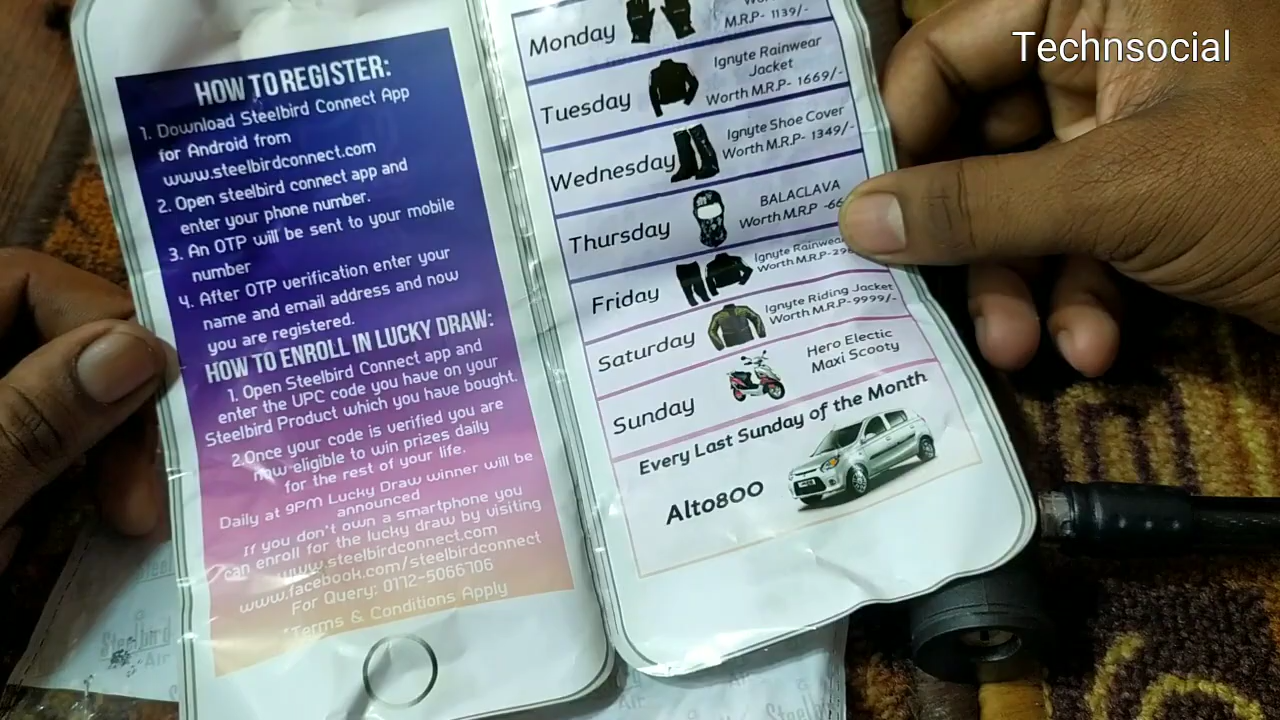 Technsocial
HOW TO REGISTER:
1. Download Steelbird Connect App
for Android from
www.steelbirdconnect.com
2. Open steelbird connect app and
enter your phone number.
3. An OTP will be sent to your mobile
number
4. After OTP verification enter your
name and email address and now
you are registered.
HOW TO ENROLL IN LUCKY DRAW:
1. Open Steelbird Connect app and
enter the UPC code you have on your
Steelbird Product which you have bought.
2.Once your code is verified you are
now eligible to win prizes daily
for the rest of your life.
Daily at 9PM Lucky Draw winner will be
announced
If you don't own a smartphone you
can enroll for the lucky draw by visiting
www.steelbirdconnect.com
www.facebook.com/steelbirdconnect
For Query: 0112-5066706
Terms & Conditions Apply
Monday
M.R.P- 1139/-
Tuesday
Ignyte Rainwear
Jacket
Worth M.R.P- 1669/-
Wednesday
Ignyte Shoe Cover
Worth M.R.P- 1349/-
Thursday
BALACLAVA
Worth M.R.P
Friday
Ignyte Rainwear
Worth M.R.P
Saturday
Ignyte Riding Jacket
Worth M.R.P-9999/-
Sunday
Hero Electic
Maxi Scooty
Every Last Sunday of the Month
Alto800